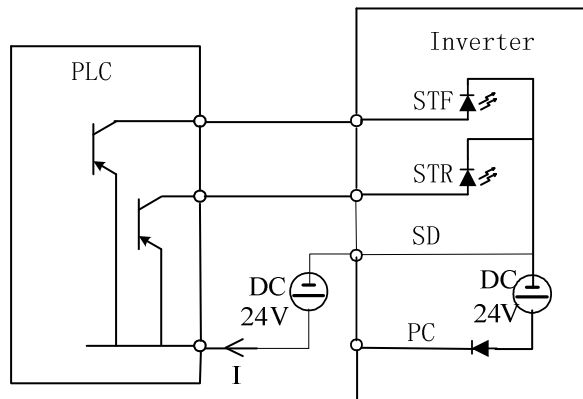 Inverter
PLC
STF
STR
SD
DC
24V
DC
24V
PC
I